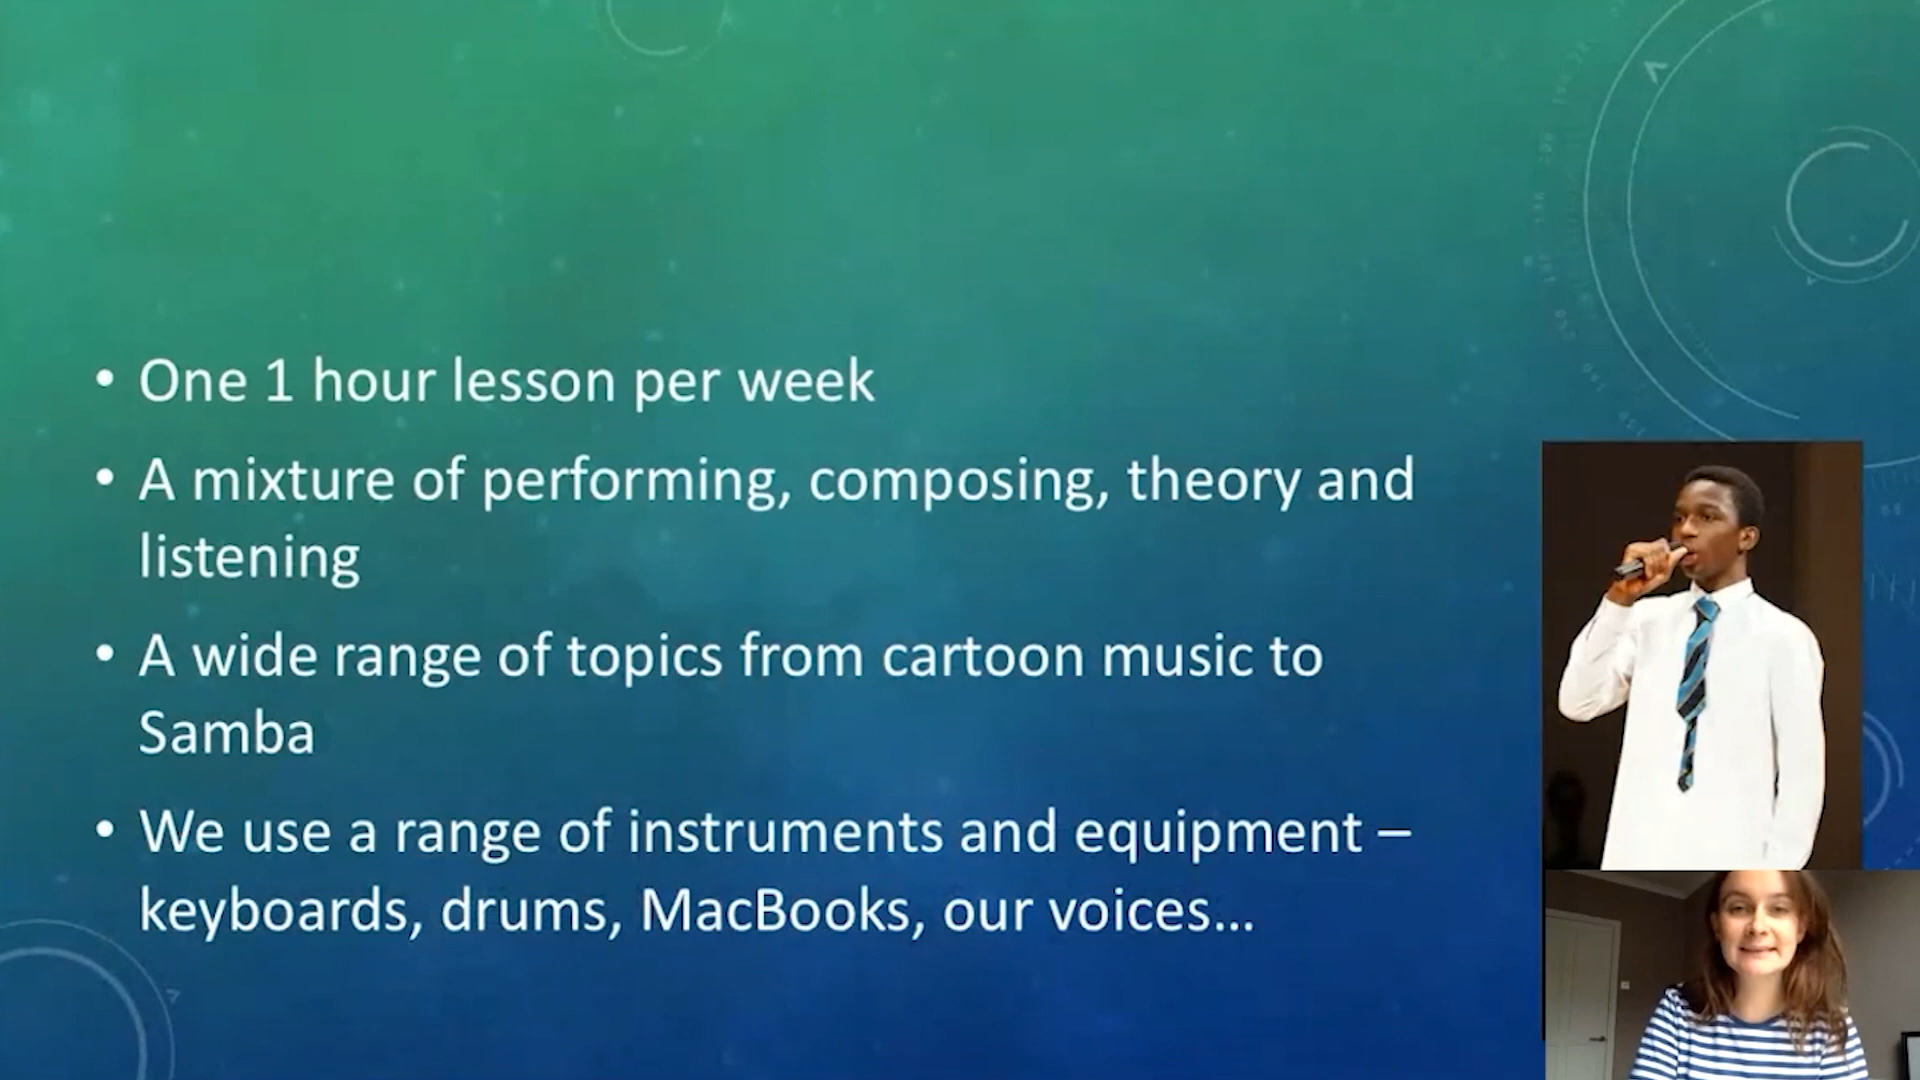 • One 1 hour lesson per week
• A mixture of performing, composing, theory and
listening
• A wide range of topics from cartoon music to
Samba
• We use a range of instruments and equipment –
keyboards, drums, MacBooks, our voices…